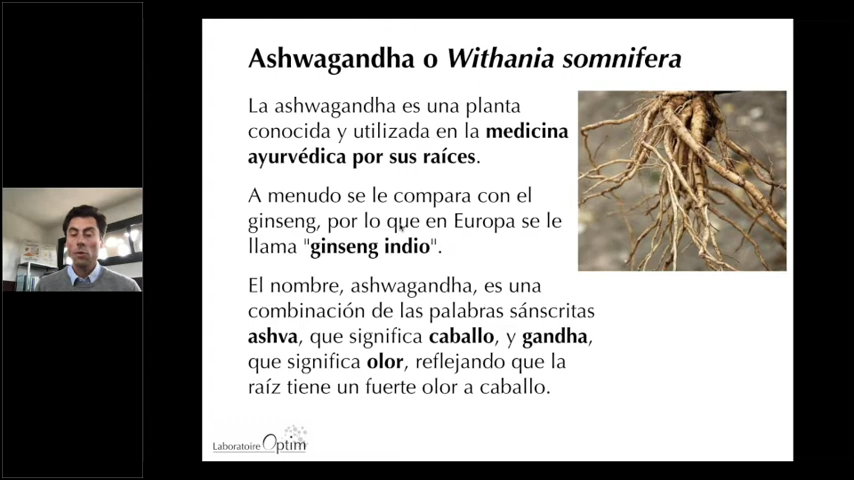 Ashwagandha o Withania somnifera
La ashwagandha es una planta
conocida y utilizada en la medicina
ayurvédica por sus raíces.
A menudo se le compara con el
ginseng, por lo que en Europa se le
llama "ginseng indio".
El nombre, ashwagandha, es una
combinación de las palabras sánscritas
ashva, que significa caballo, y gandha,
que significa olor, reflejando que la
raíz tiene un fuerte olor a caballo.
Laboratoire Optim